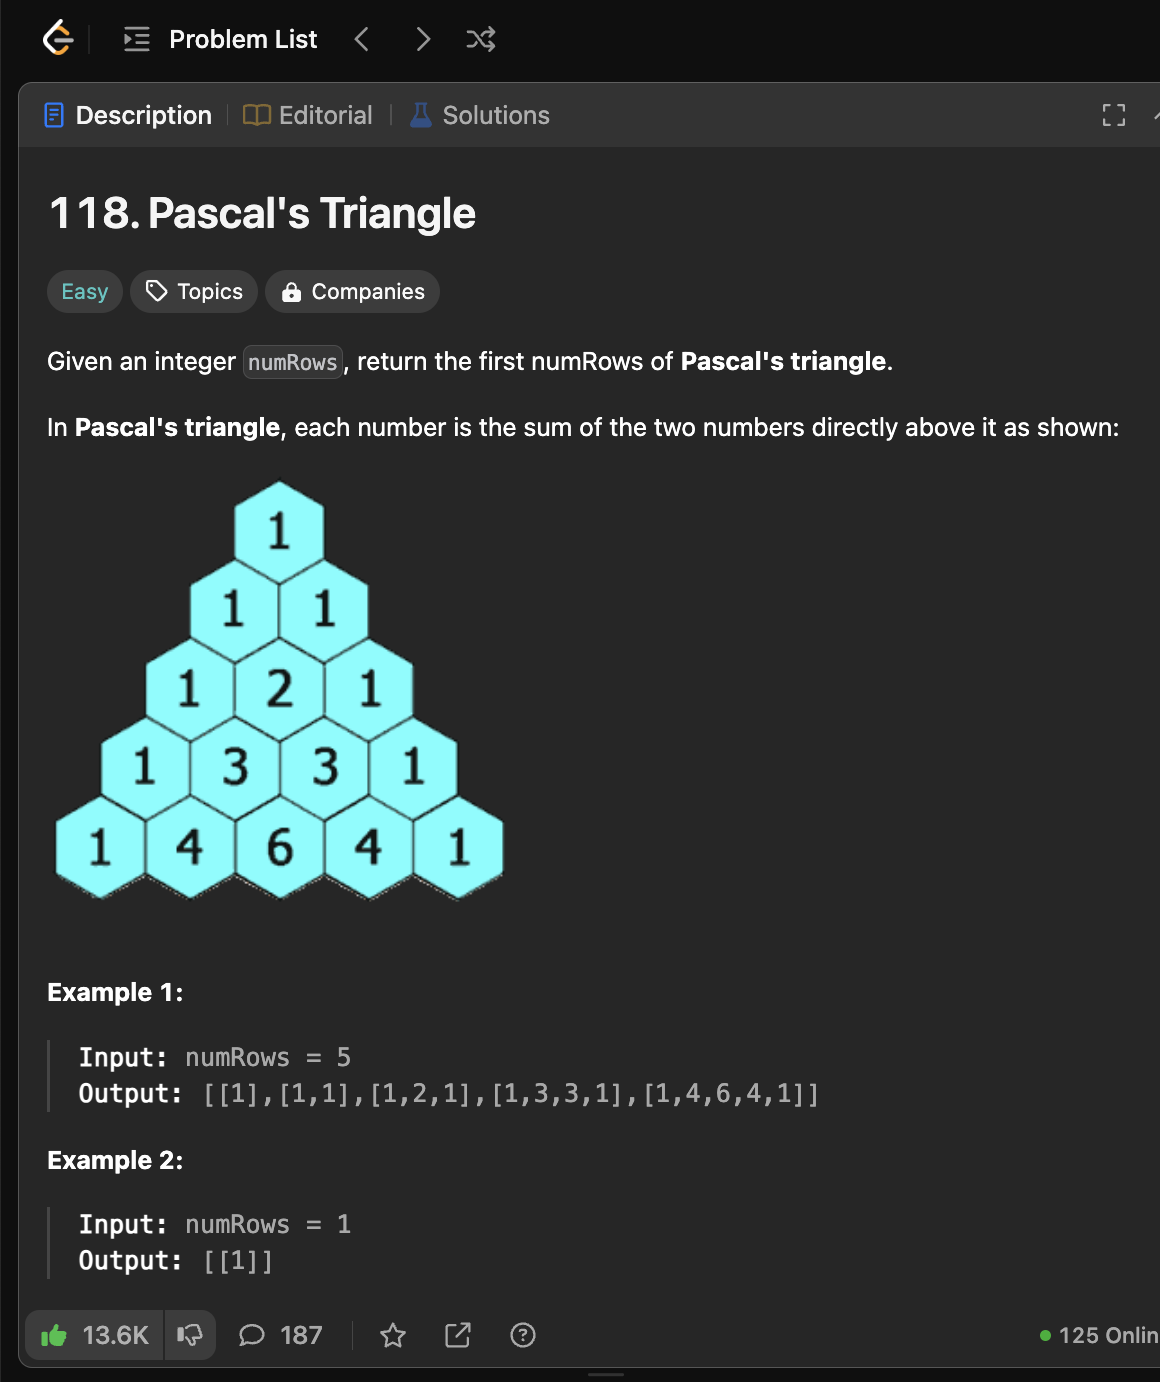 Problem List
Description
Editorial
Solutions
118. Pascal's Triangle
Easy
Topics
Companies
Given an integer numRows, return the first numRows of Pascal's triangle.
In Pascal's triangle, each number is the sum of the two numbers directly above it as shown:
1
1 1
1 2 1
1 3 3 1
1 4 6 4 1
Example 1:
Input: numRows = 5
Output: [[1],[1,1],[1,2,1],[1,3,3,1],[1,4,6,4,1]]
Example 2:
Input: numRows = 1
Output: [[1]]
13.6K
187
125 Onlin